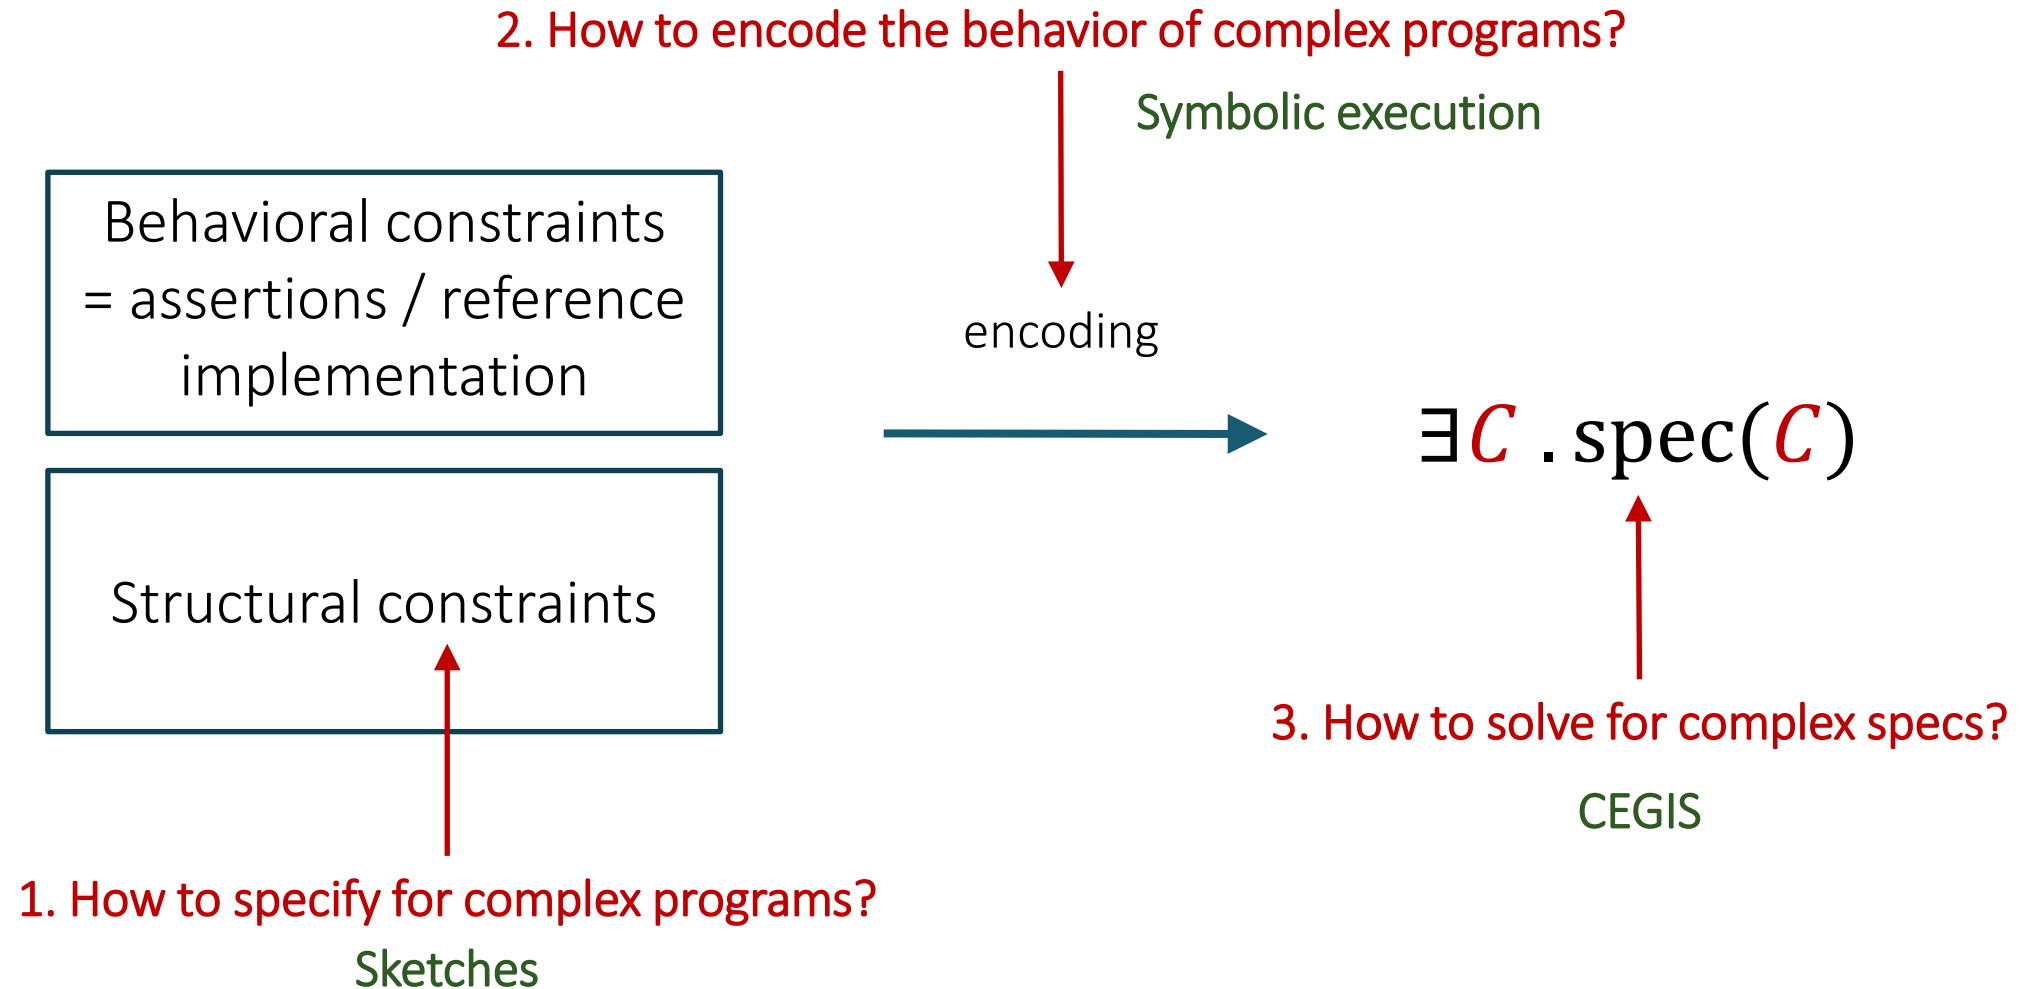 2. How to encode the behavior of complex programs?
Symbolic execution
Behavioral constraints
= assertions / reference
implementation
encoding
∃C . spec(C)
Structural constraints
3. How to solve for complex specs?
CEGIS
1. How to specify for complex programs?
Sketches